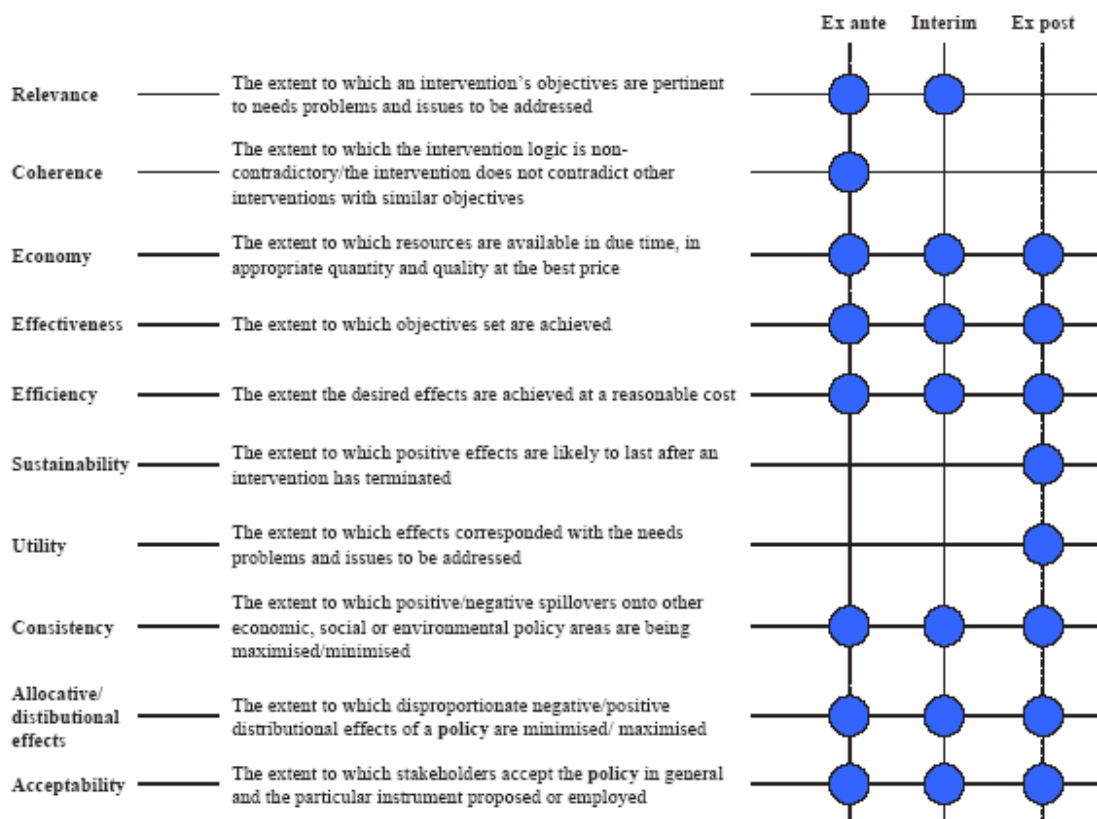 Ex ante Interim Ex post
Relevance
The extent to which an intervention's objectives are pertinent
to needs problems and issues to be addressed
Coherence
The extent to which the intervention logic is non-
contradictory/the intervention does not contradict other
interventions with similar objectives
Economy
The extent to which resources are available in due time, in
appropriate quantity and quality at the best price
Effectiveness
The extent to which objectives set are achieved
Efficiency
The extent the desired effects are achieved at a reasonable cost
Sustainability
The extent to which positive effects are likely to last after an
intervention has terminated
Utility
The extent to which effects corresponded with the needs
problems and issues to be addressed
Consistency
The extent to which positive/negative spillovers onto other
economic, social or environmental policy areas are being
maximised/minimised
Allocative/
distibutional
effects
The extent to which disproportionate negative/positive
distributional effects of a policy are minimised/ maximised
Acceptability
The extent to which stakeholders accept the policy in general
and the particular instrument proposed or employed